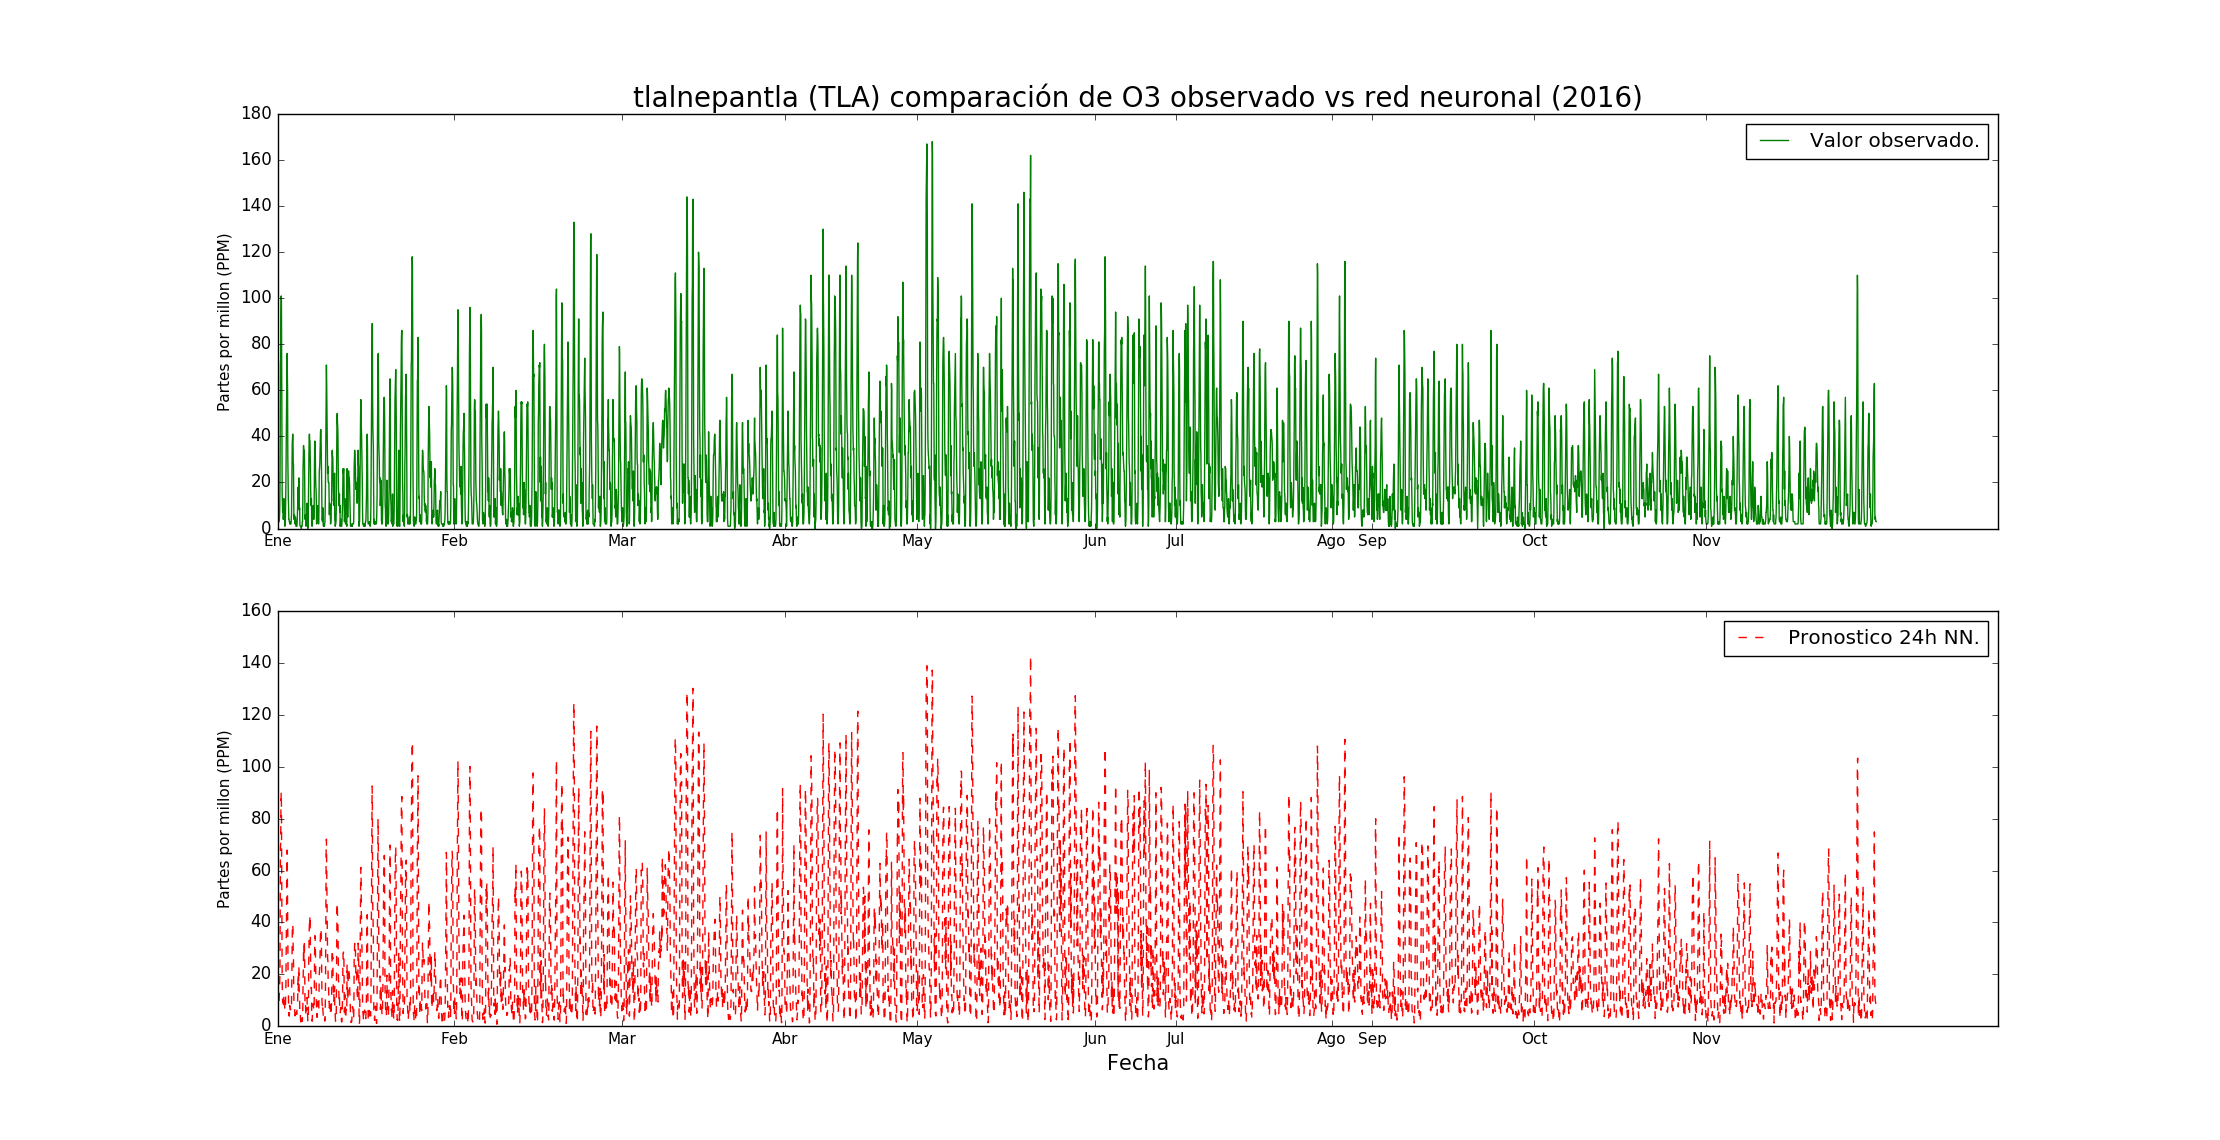 tlalnepantla (TLA) comparación de O3 observado vs red neuronal (2016)
180
160
140
120
100
80
60
40
20
0
Partes por millon (PPM)
Valor observado.
Ene Feb Mar Abr May Jun Jul Ago Sep Oct Nov
160
140
120
100
80
60
40
20
0
Partes por millon (PPM)
Pronostico 24h NN.
Ene Feb Mar Abr May Jun Jul Ago Sep Oct Nov
Fecha